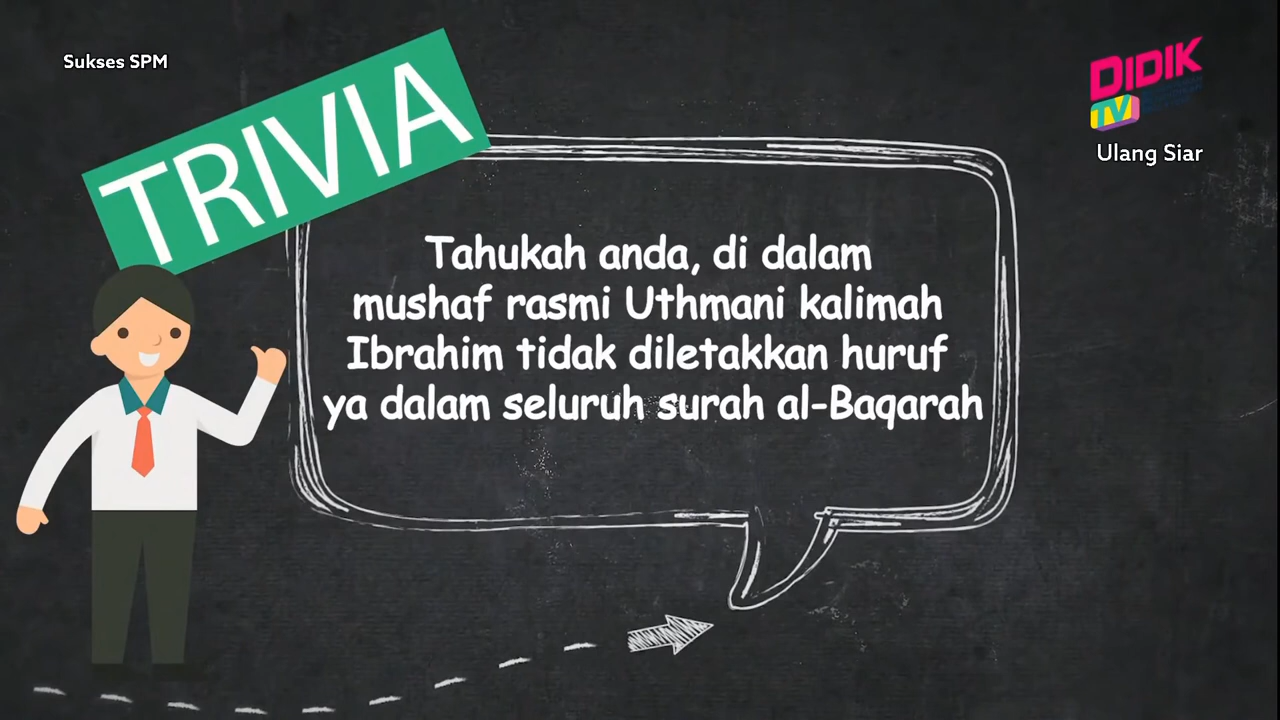 Sukses SPM
TRIVIA
DIDIK
TV
Ulang Siar
Tahukah anda, di dalam
mushaf rasmi Uthmani kalimah
Ibrahim tidak diletakkan huruf
ya dalam seluruh surah al-Baqarah